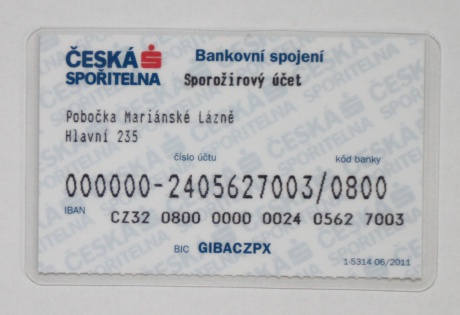 ČESKÁ
SPOŘITELNA
Bankovní spojení
Sporožirový účet
Pobočka Mariánské Lázně
Hlavní 235
číslo účtu
kód banky
000000-2405627003/0800
IBAN
CZ32 0800 0000 0024 0562 7003
BIC GIBACZPX
1-5314 06/2011